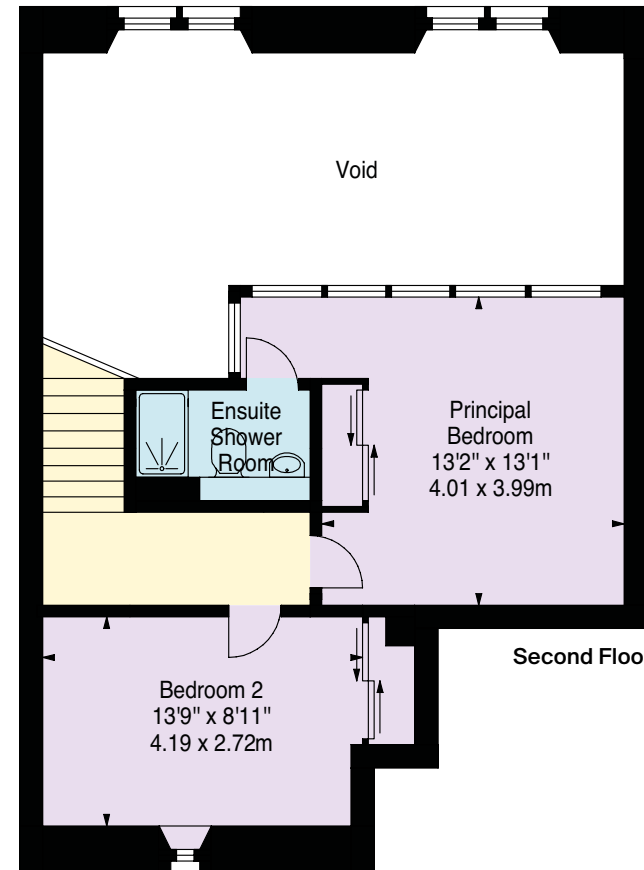 Void
Ensuite
Shower
Room
Principal
Bedroom
13'2" x 13'1"
4.01 x 3.99m
Second Floo
Bedroom 2
13'9" x 8'11"
4.19 x 2.72m